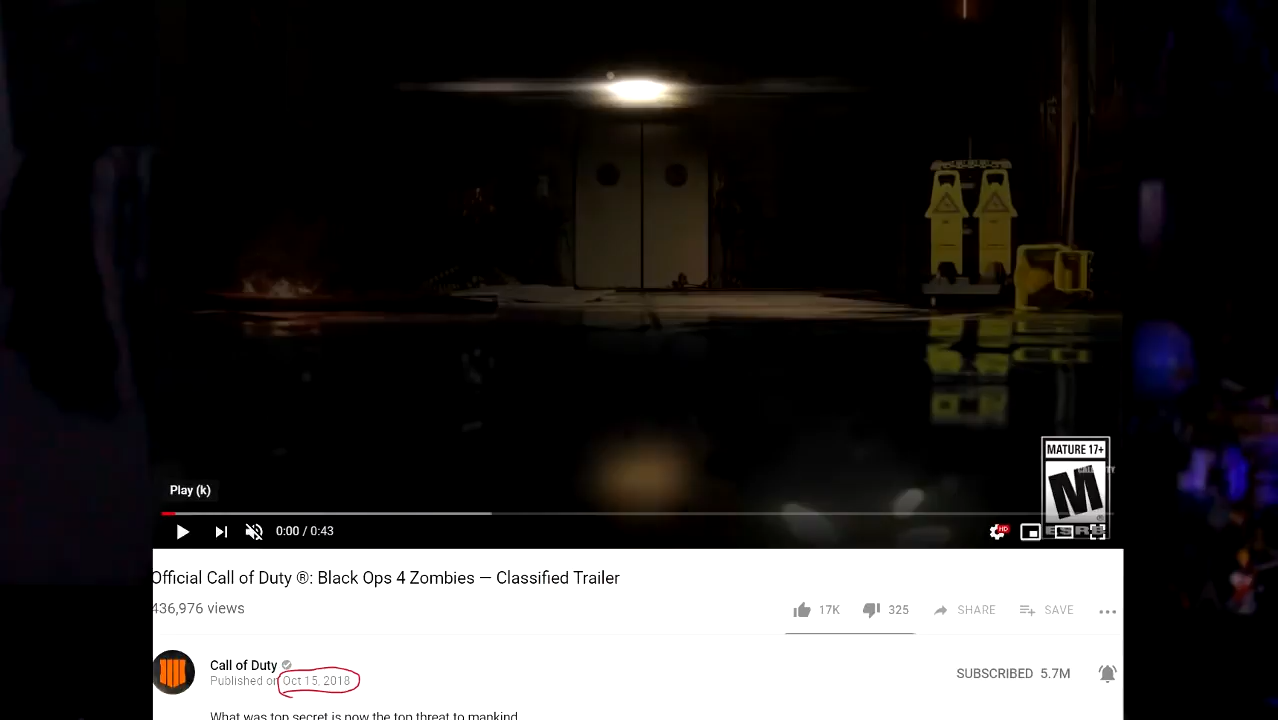 MATURE 17+
M
®
ESRB
Play (k)
0:00 / 0:43
HD
Official Call of Duty ®: Black Ops 4 Zombies — Classified Trailer
436,976 views
17K
325
SHARE
SAVE
Call of Duty
Published on Oct 15, 2018
SUBSCRIBED 5.7M
What was top secret is now the top threat to mankind